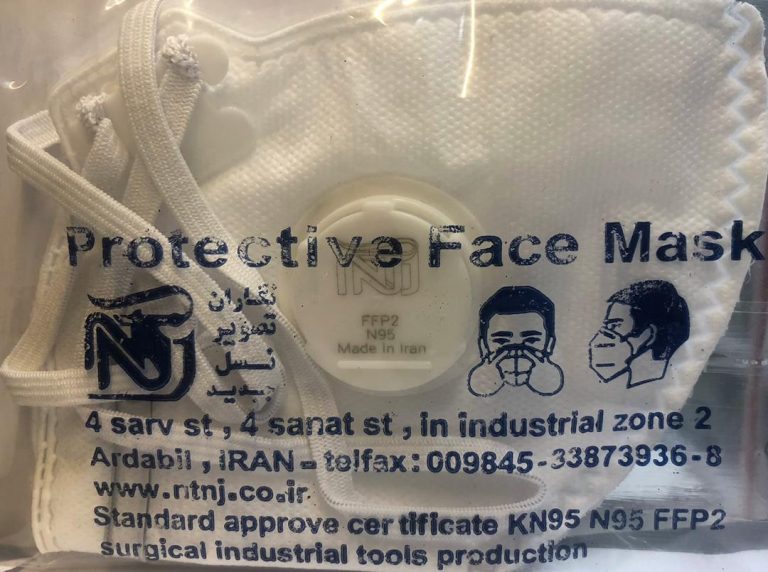 Protective Face Mask
NJ
FFP2
N95
Made in Iran
نگاران
تصویر
نسل
جدید
4 sarv st , 4 sanat st , in industrial zone 2
Ardabil , IRAN - telfax: 009845-33873936-8
www.ntnj.co.ir
Standard approve certificate KN95 N95 FFP2
surgical industrial tools production